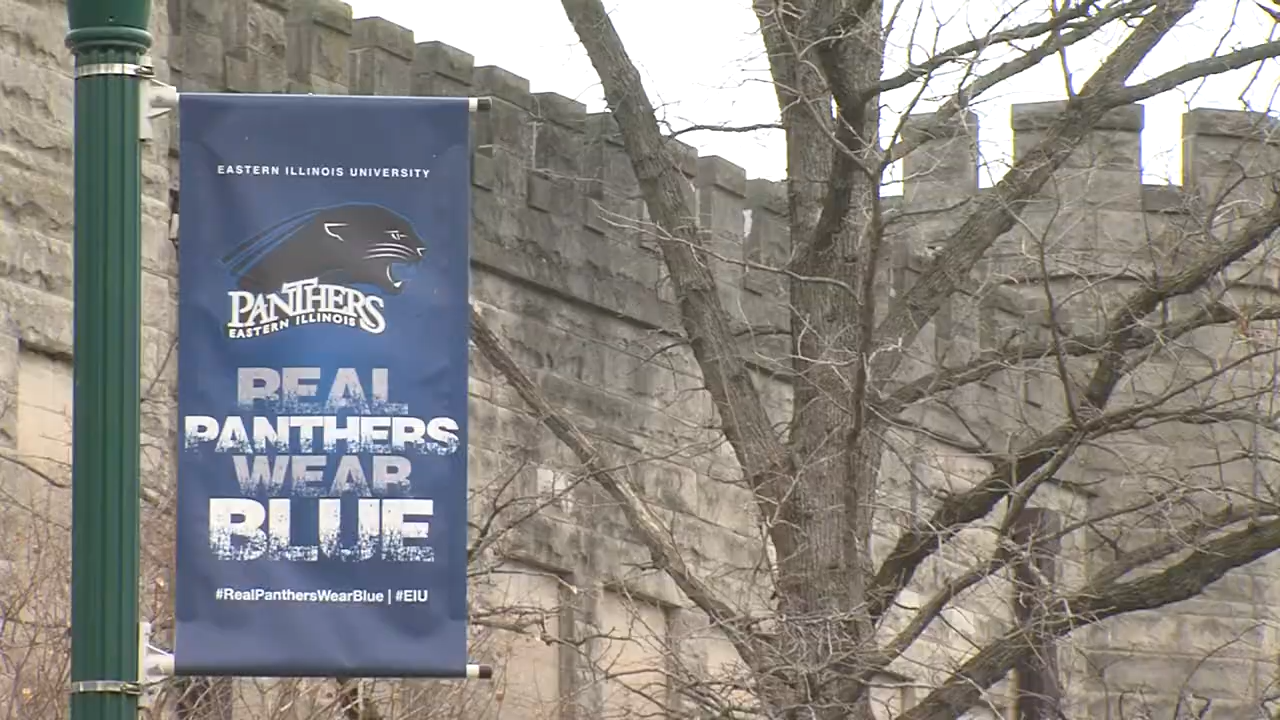 EASTERN ILLINOIS UNIVERSITY
PANTHERS
EASTERN ILLINOIS
REAL
PANTHERS
WEAR
BLUE
#RealPanthersWearBlue | #EIU